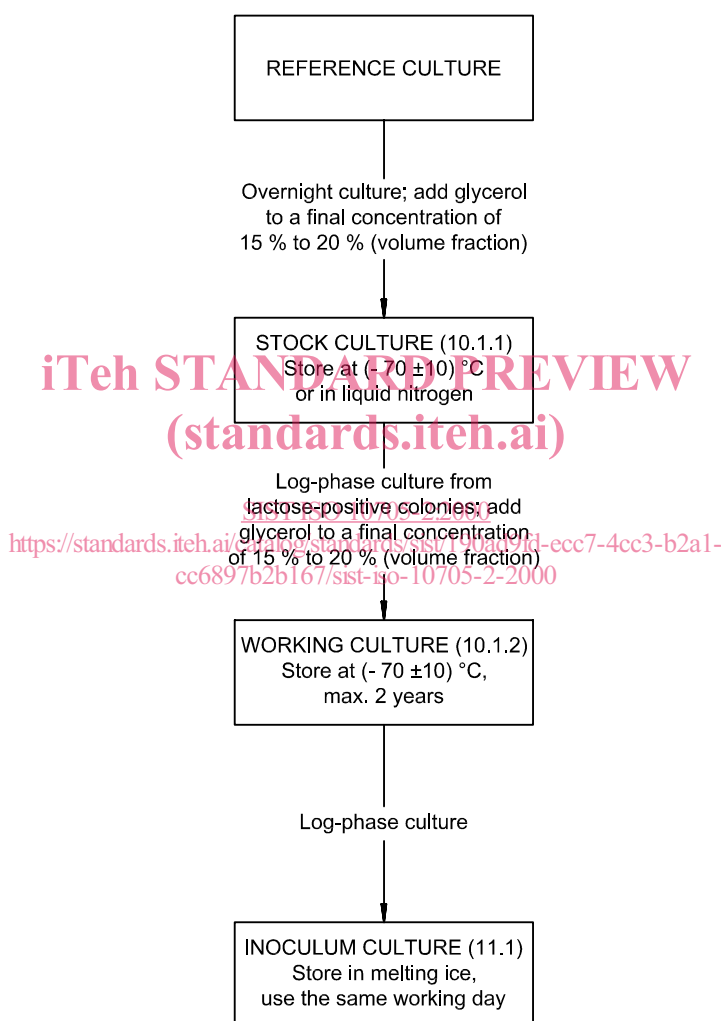 REFERENCE CULTURE
Overnight culture; add glycerol
to a final concentration of
15 % to 20 % (volume fraction)
STOCK CULTURE (10.1.1)
Store at (- 70 ±10) °C
or in liquid nitrogen
iTeh STANDARD PREVIEW
(standards.iteh.ai)
Log-phase culture from
lactose-positive colonies; add
glycerol to a final concentration
of 15 % to 20 % (volume fraction)
SIST ISO 10705-2:2000
https://standards.iteh.ai/catalog/standards/sist/190ad9fd-ecc7-4cc3-b2a1-
cc6897b2b167/sist-iso-10705-2-2000
WORKING CULTURE (10.1.2)
Store at (- 70 ±10) °C,
max. 2 years
Log-phase culture
INOCULUM CULTURE (11.1)
Store in melting ice,
use the same working day